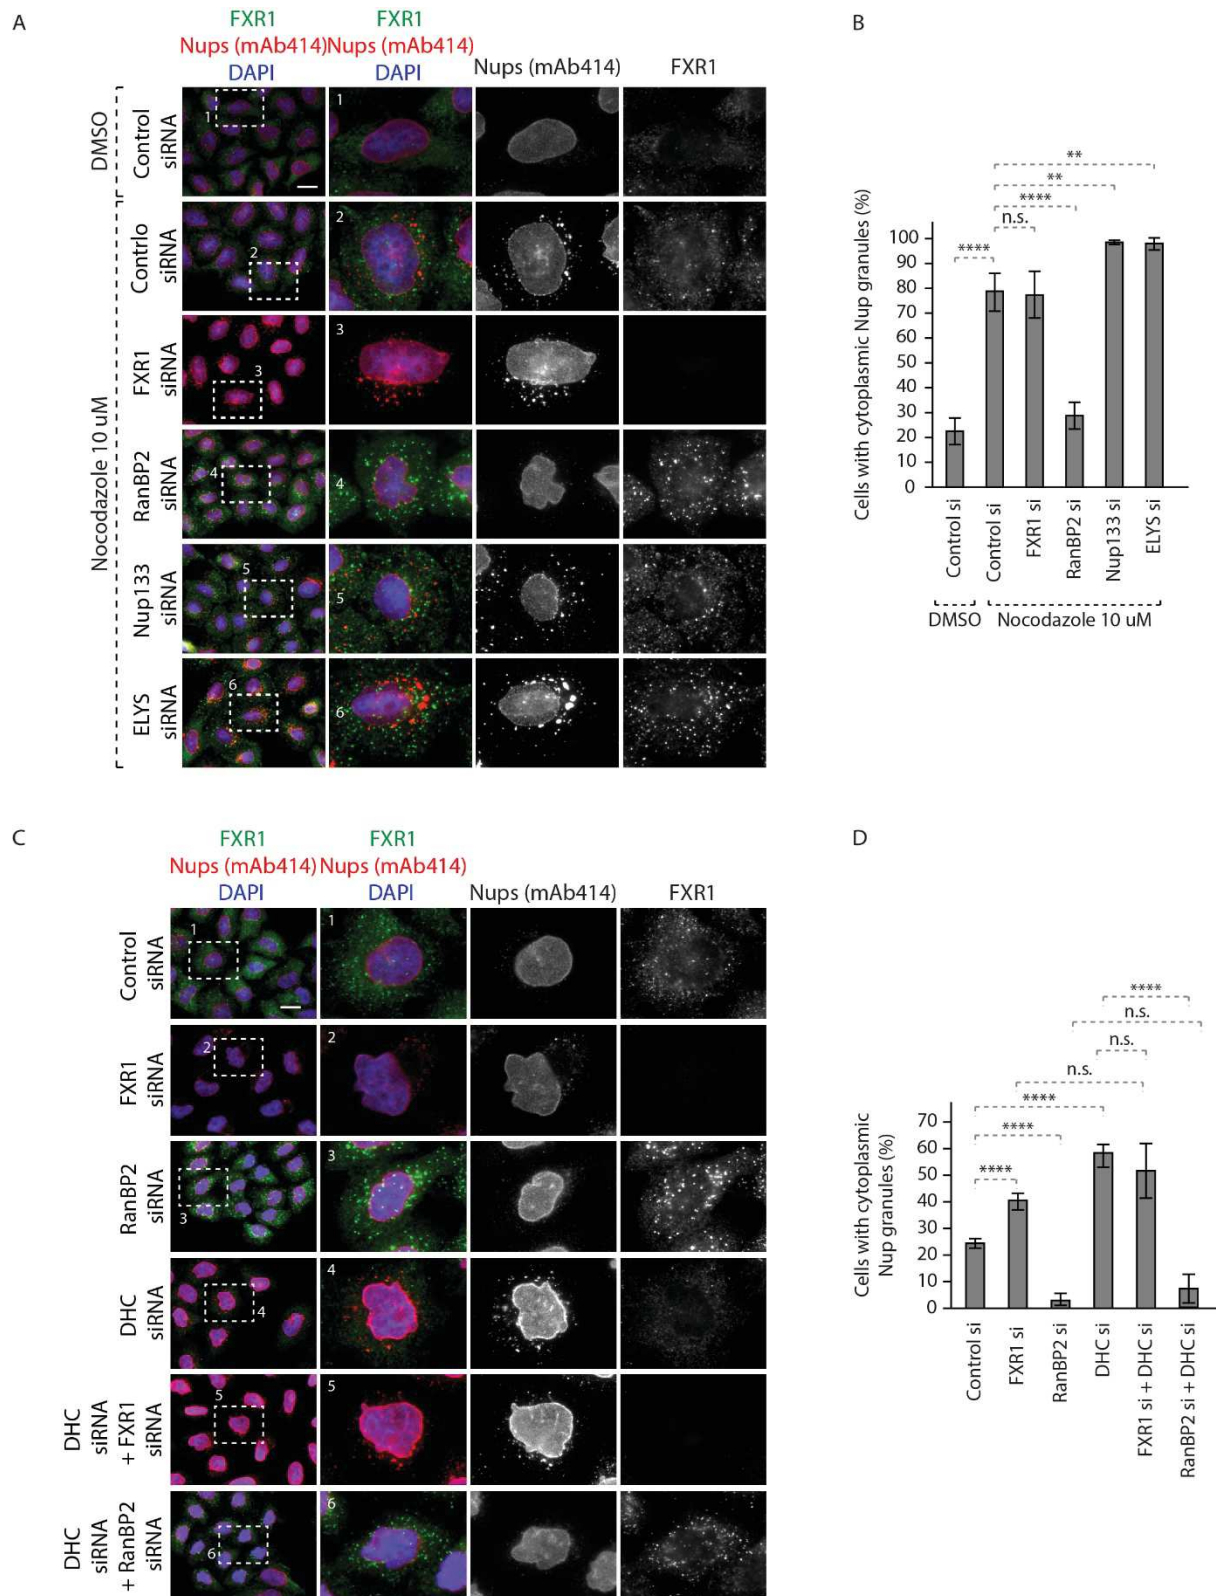 A
FXR1
Nups (mAb414)
DAPI
FXR1
Nups (mAb414)
DAPI
Nups (mAb414)
FXR1
DMSO
Nocodazole 10 uM
Control
siRNA
1
1
Contrlo
siRNA
2
2
FXR1
siRNA
3
3
RanBP2
siRNA
4
4
Nup133
siRNA
5
5
ELYS
siRNA
6
6
B
Cells with cytoplasmic Nup granules (%)
**
**
****
n.s.
****
100
90
80
70
60
50
40
30
20
10
0
Control si
Control si
FXR1 si
RanBP2 si
Nup133 si
ELYS si
DMSO
Nocodazole 10 uM
C
FXR1
Nups (mAb414)
DAPI
FXR1
Nups (mAb414)
DAPI
Nups (mAb414)
FXR1
Control
siRNA
1
1
FXR1
siRNA
2
2
RanBP2
siRNA
3
3
DHC
siRNA
4
4
DHC
siRNA
+ FXR1
siRNA
5
5
DHC
siRNA
+ RanBP2
siRNA
6
6
D
Cells with cytoplasmic
Nup granules (%)
****
n.s.
n.s.
n.s.
****
****
****
70
60
50
40
30
20
10
0
Control si
FXR1 si
RanBP2 si
DHC si
FXR1 si + DHC si
RanBP2 si + DHC si